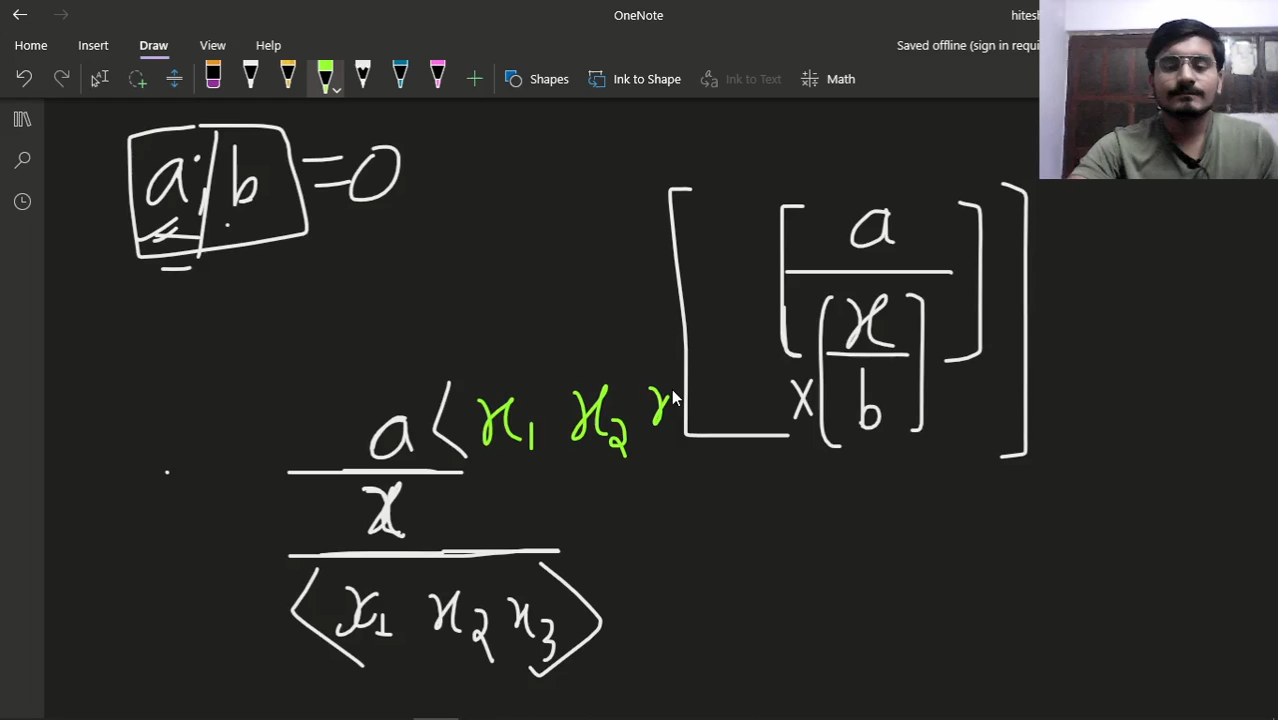 OneNote
hitesh
Home Insert Draw View Help
Saved offline (sign in requi
Shapes Ink to Shape Ink to Text Math
a; b =0
a
x
x b
a< x1 x2 x
x
<x1 x2 x3>